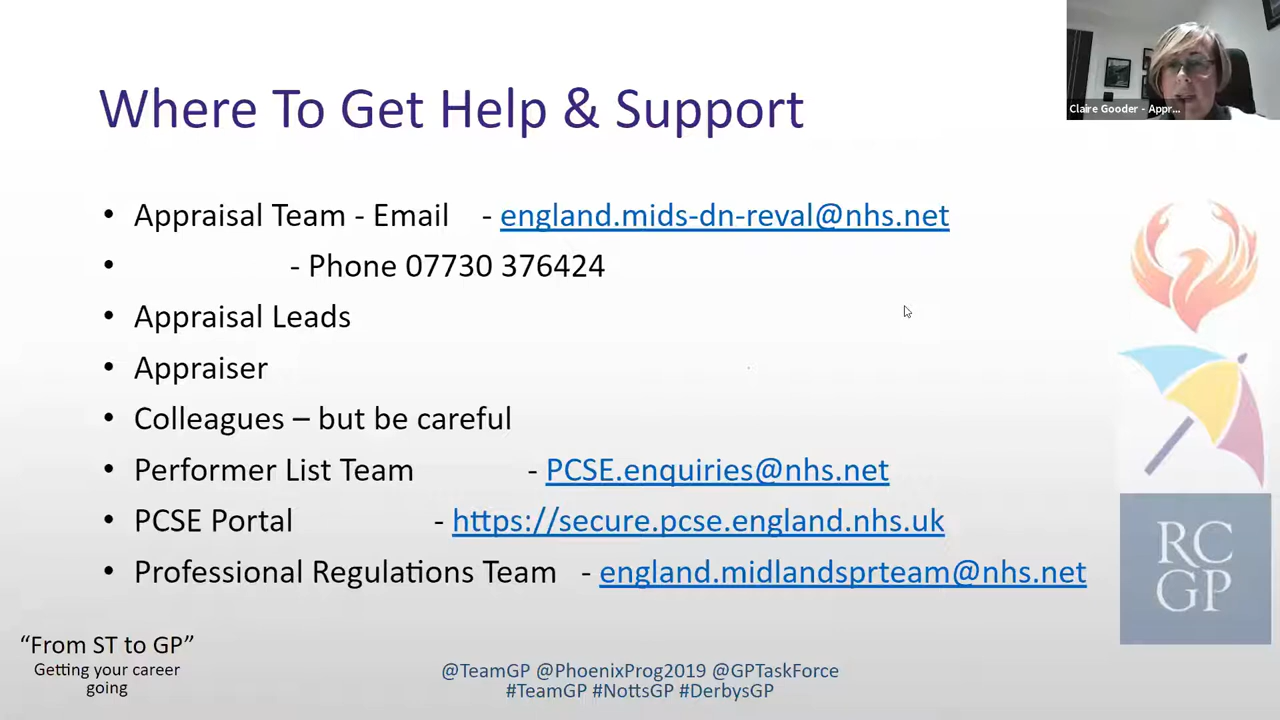 Claire Gooder - Appr...
Where To Get Help & Support
• Appraisal Team - Email - england.mids-dn-reval@nhs.net
• - Phone 07730 376424
• Appraisal Leads
• Appraiser
• Colleagues – but be careful
• Performer List Team - PCSE.enquiries@nhs.net
• PCSE Portal - https://secure.pcse.england.nhs.uk
• Professional Regulations Team - england.midlandsprteam@nhs.net
RC
GP
“From ST to GP”
Getting your career
going
@TeamGP @PhoenixProg2019 @GPTaskForce
#TeamGP #NottsGP #DerbysGP